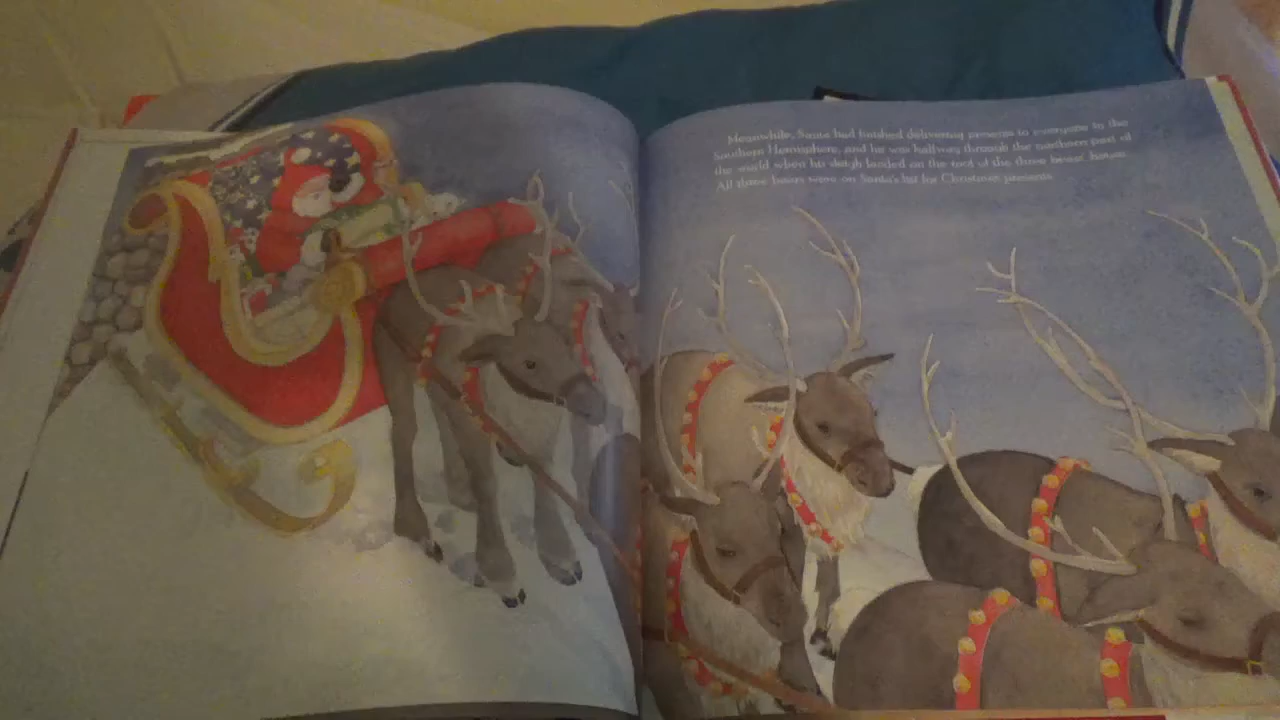 Meanwhile, Santa had finished delivering presents to everyone in the
Southern Hemisphere, and he was halfway through the northern part of
the world when his sleigh landed on the roof of the three bears' house.
All three bears were on Santa's list for Christmas presents.